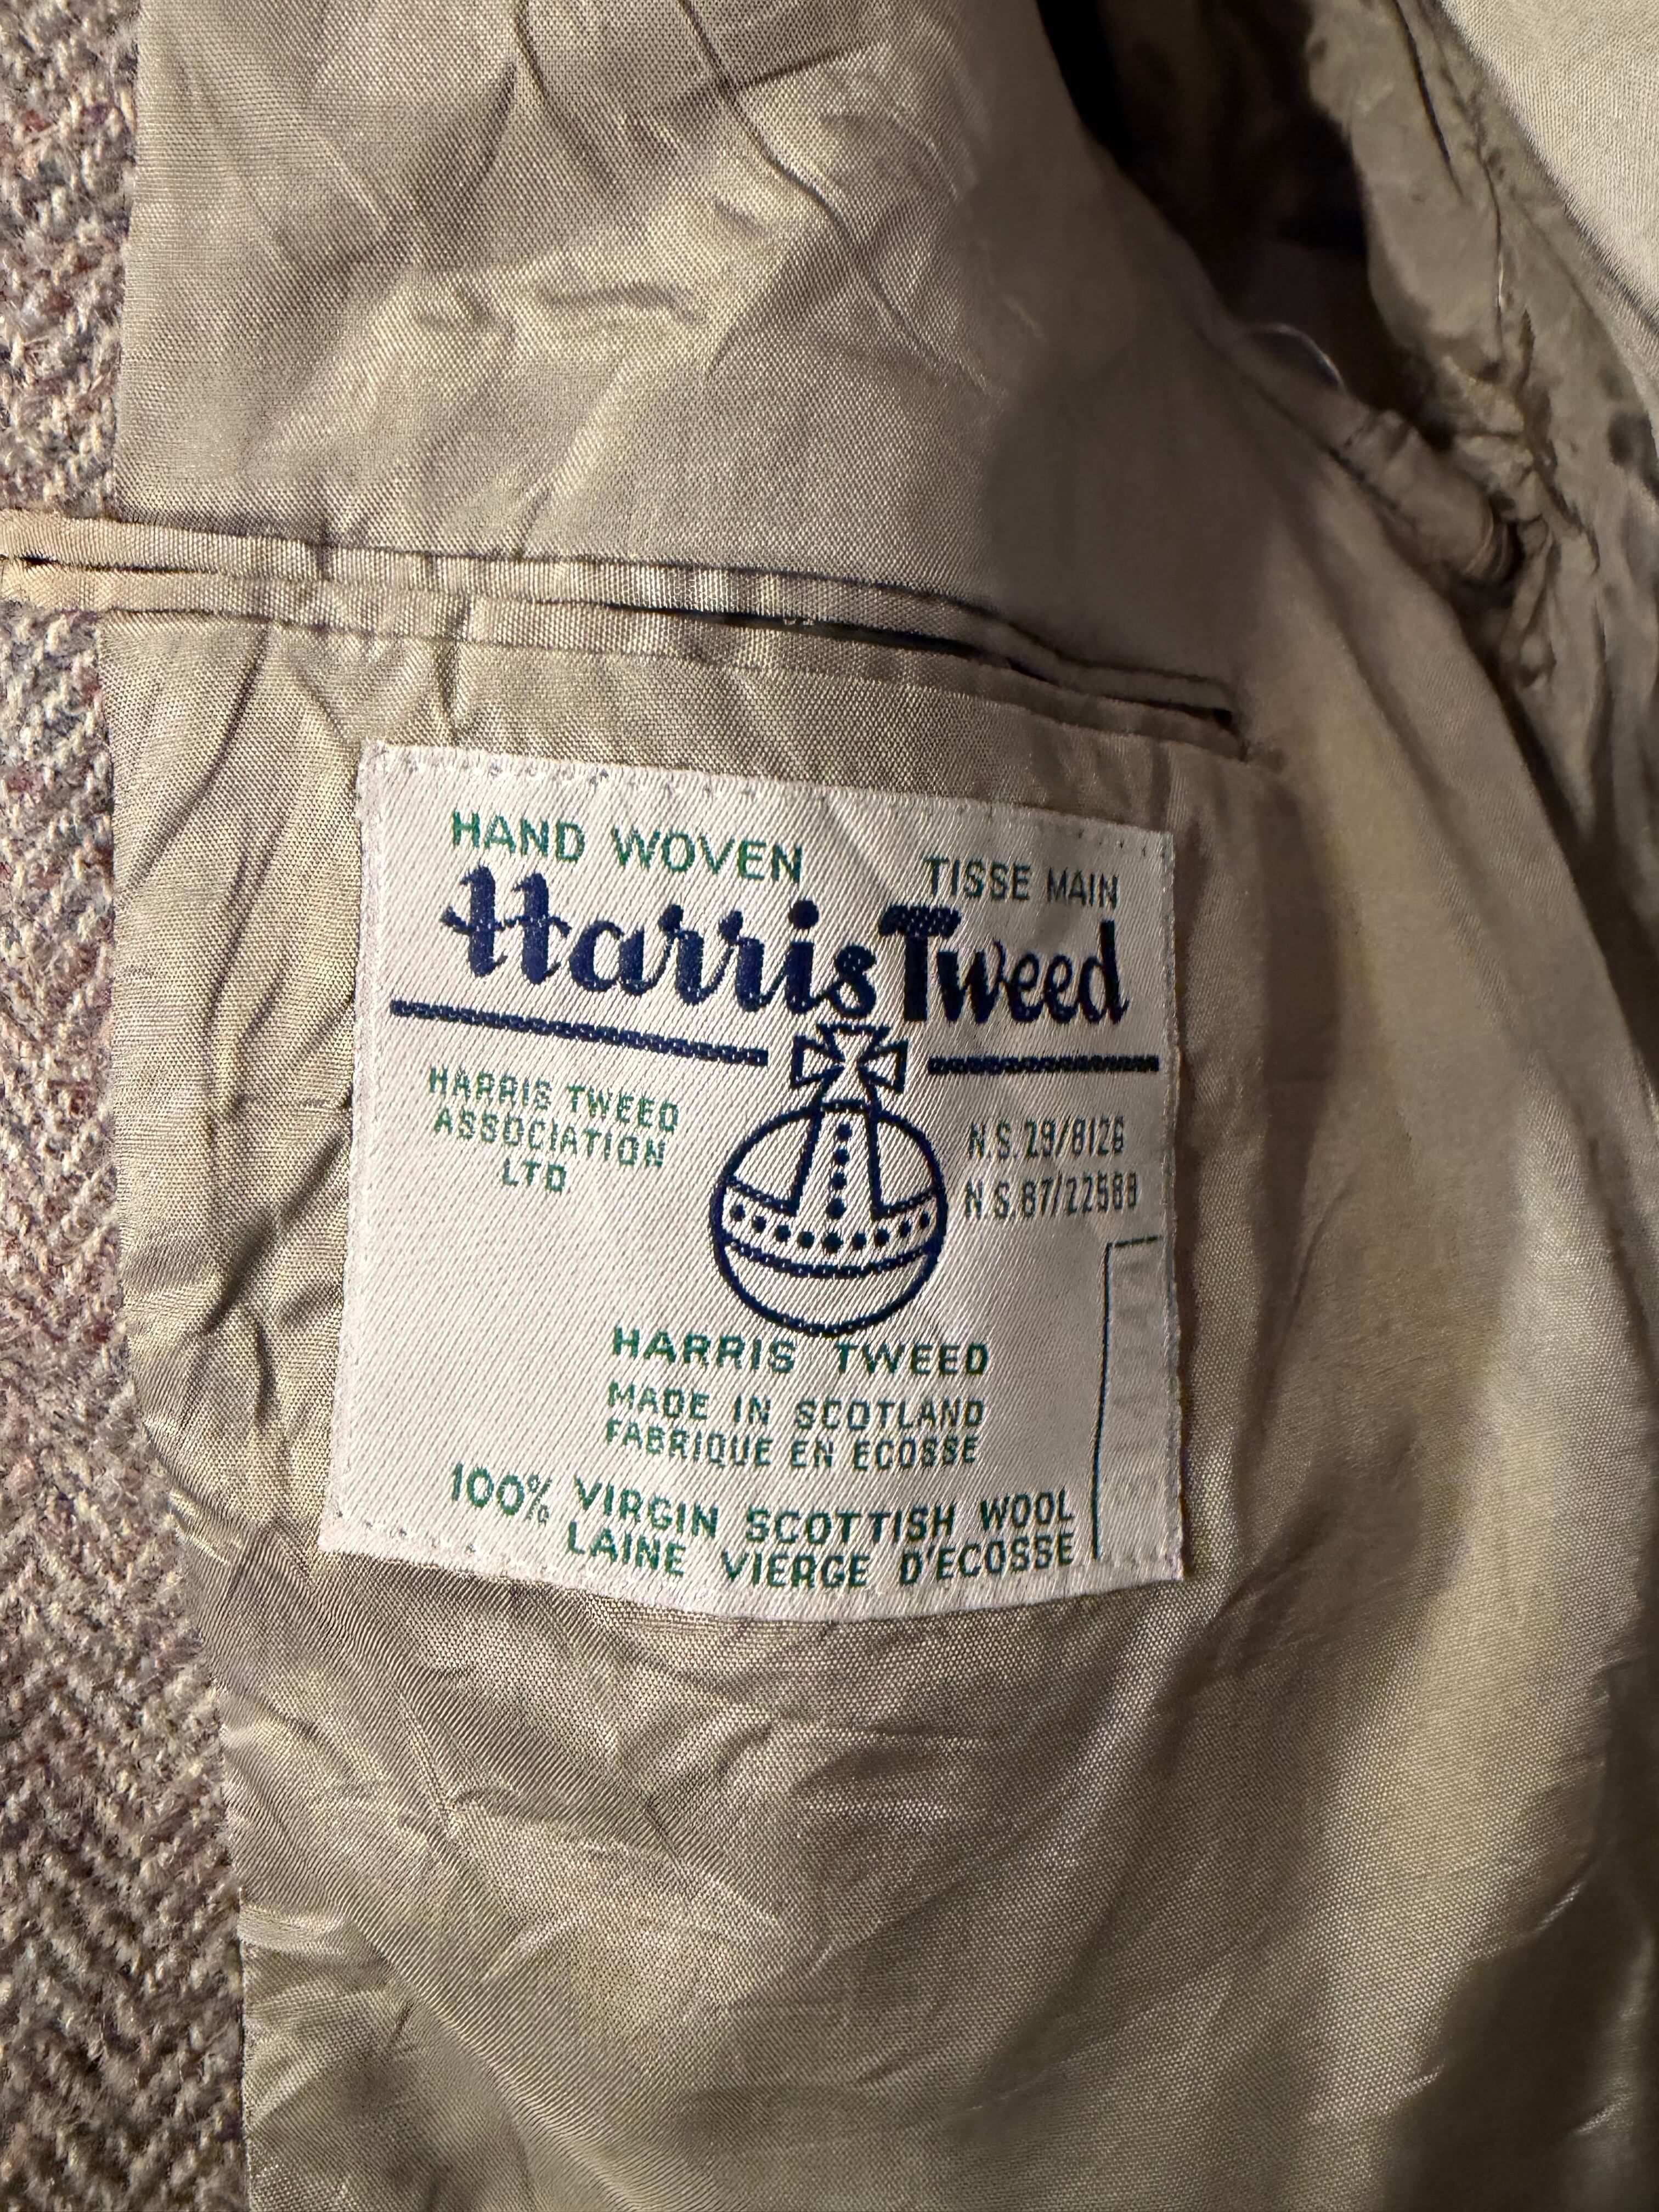 HAND WOVEN
TISSE MAIN
Harris Tweed
HARRIS TWEED
ASSOCIATION
LTD.
N.S. 29/8126
N.S. 87/22589
HARRIS TWEED
MADE IN SCOTLAND
FABRIQUE EN ECOSSE
100% VIRGIN SCOTTISH WOOL
LAINE VIERGE D'ECOSSE